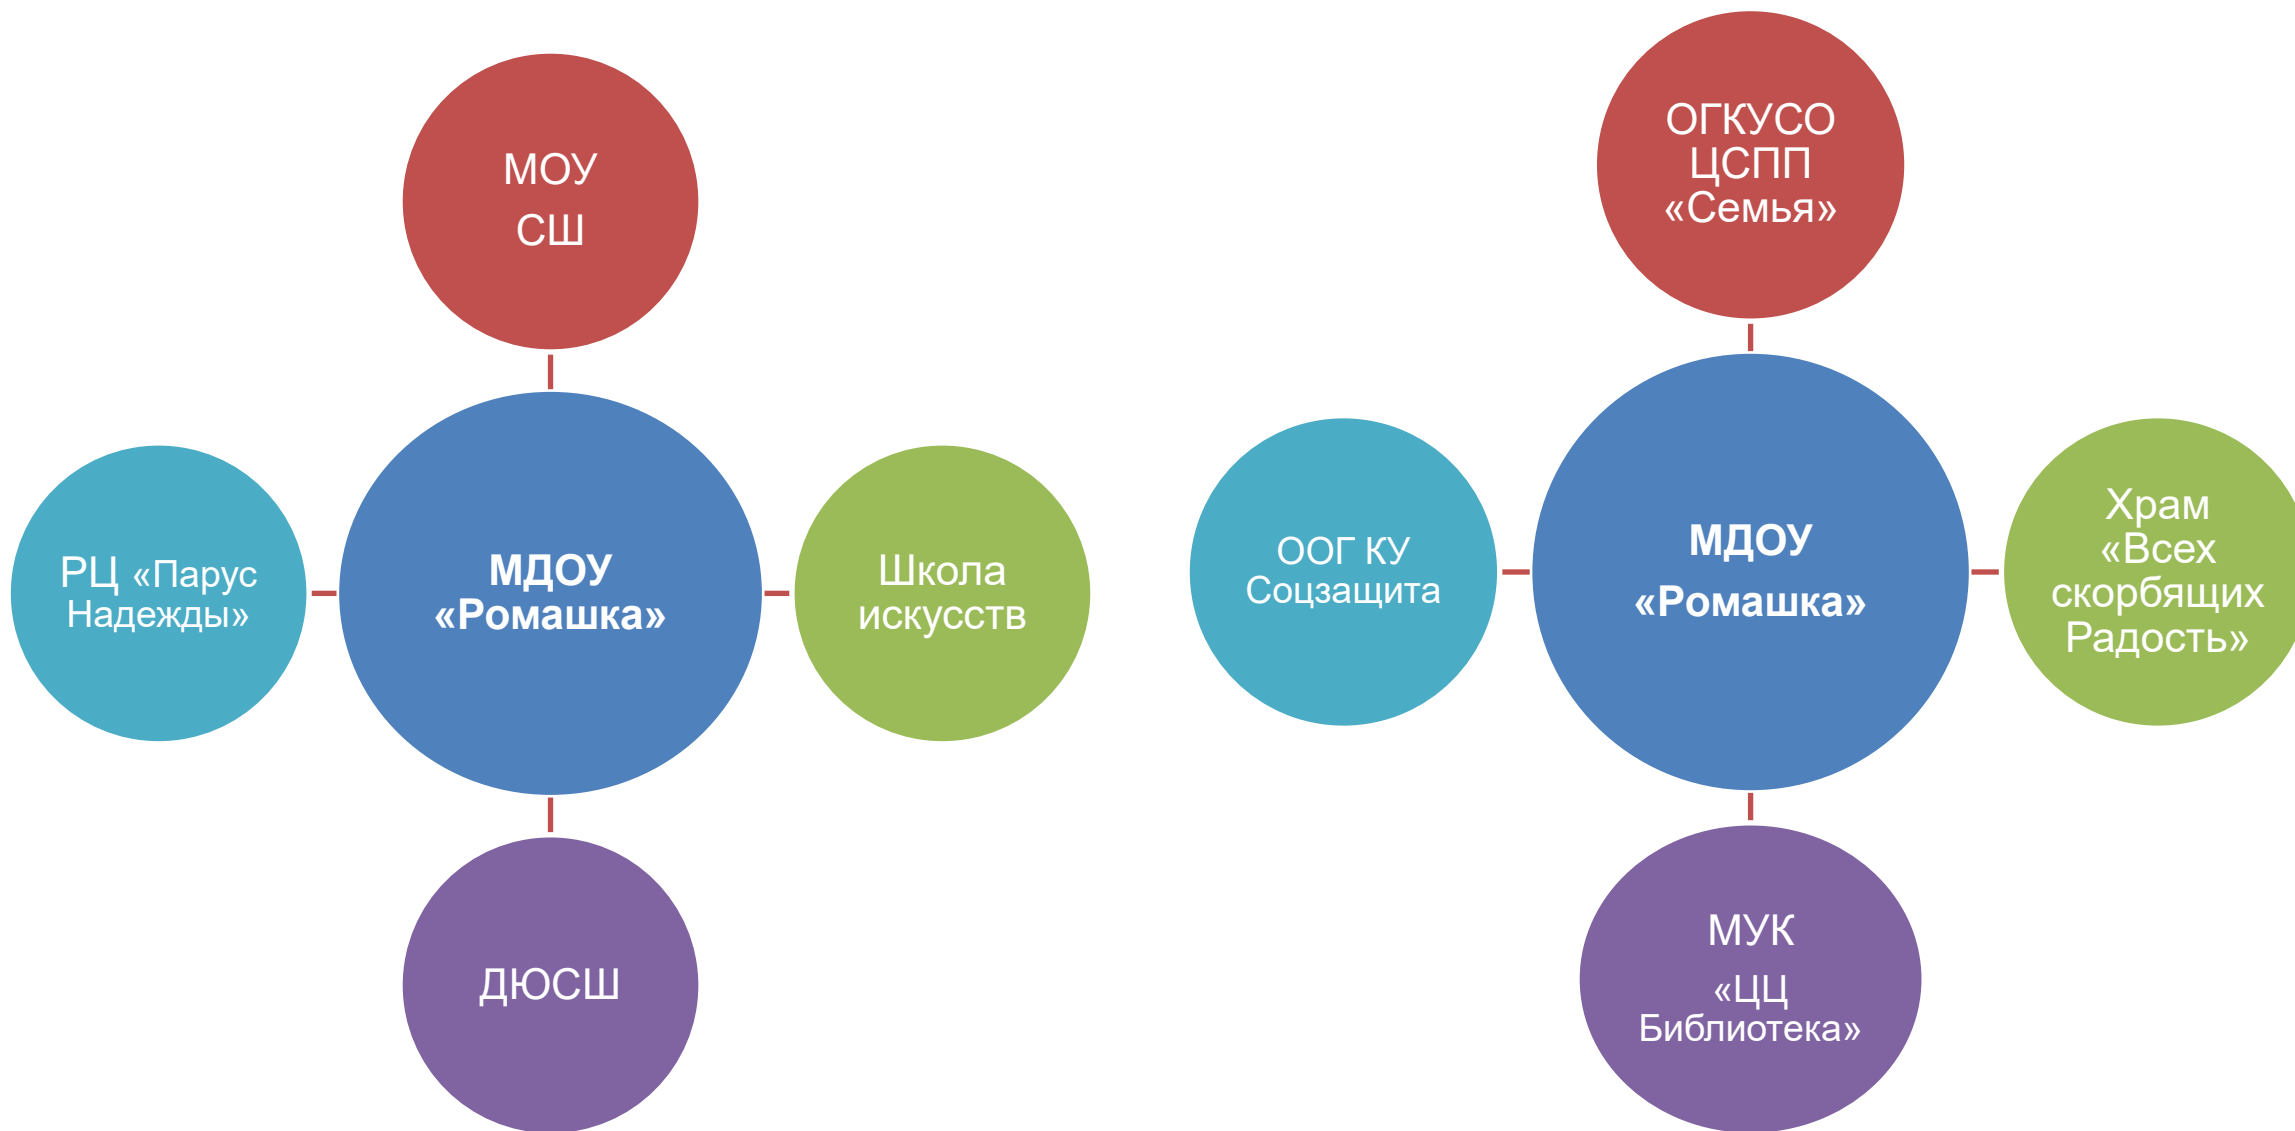 МОУ
СШ
РЦ «Парус
Надежды»
МДОУ
«Ромашка»
Школа
искусств
ДЮСШ
ОГКУСО
ЦСПП
«Семья»
ООГ КУ
Соцзащита
МДОУ
«Ромашка»
Храм
«Всех
скорбящих
Радость»
МУК
«ЦЦ
Библиотека»